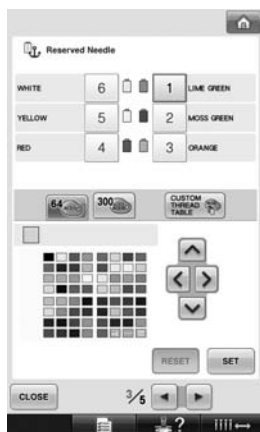 Reserved Needle
WHITE 6 1 LIME GREEN
YELLOW 5 2 MOSS GREEN
RED 4 3 ORANGE
64 300 CUSTOM THREAD TABLE
RESET SET
CLOSE 3/5
?